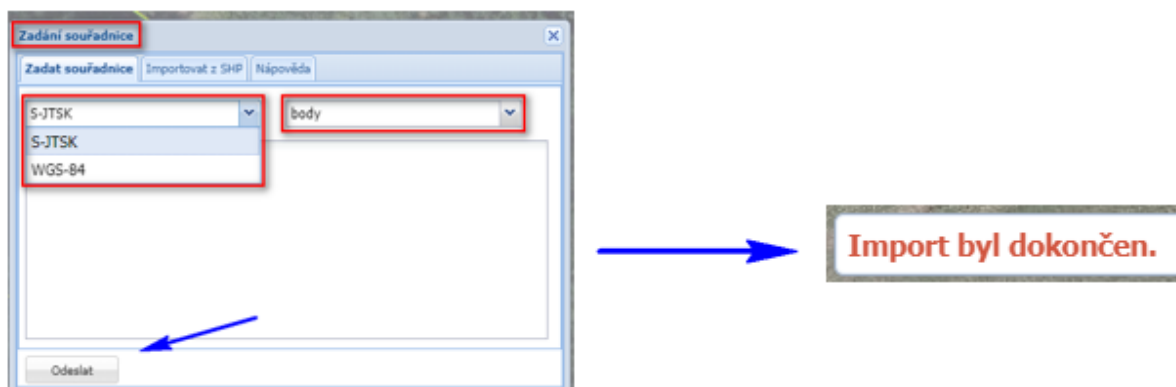 Zadání souřadnice
Zadat souřadnice Importovat z SHP Nápověda
S-JTSK body
S-JTSK
WGS-84
Odeslat
Import byl dokončen.